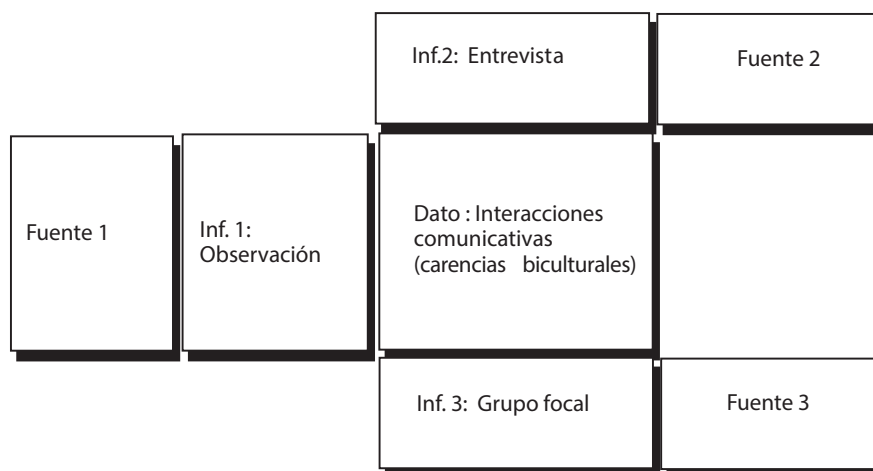 Inf.2: Entrevista
Fuente 2
Fuente 1
Inf. 1:
Observación
Dato : Interacciones
comunicativas
(carencias biculturales)
Inf. 3: Grupo focal
Fuente 3